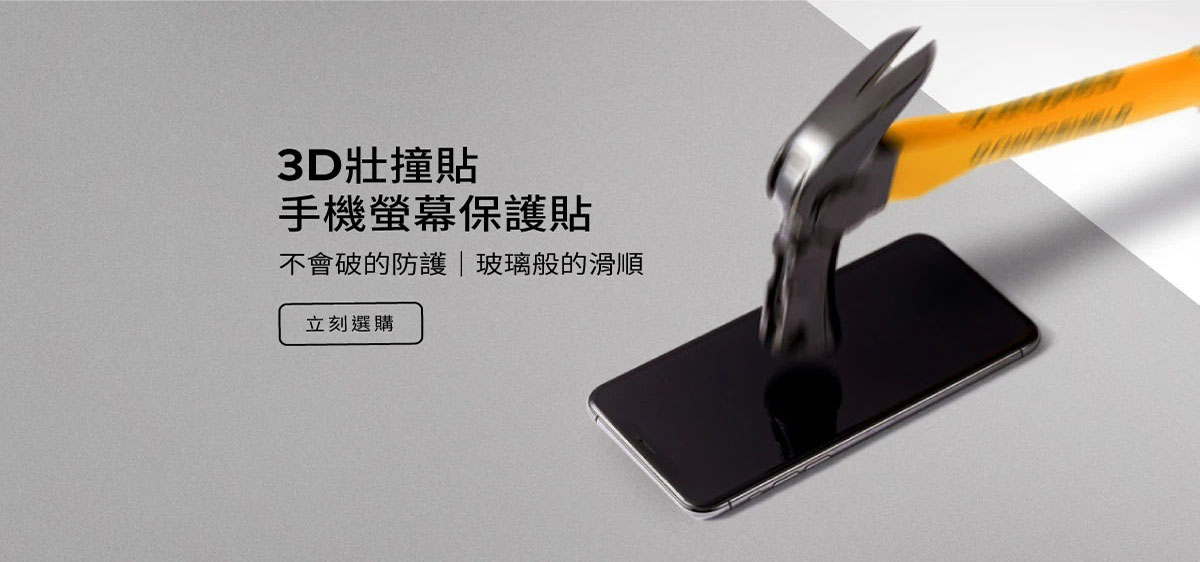 3D壯撞貼
手機螢幕保護貼
不會破的防護｜玻璃般的滑順
立刻選購